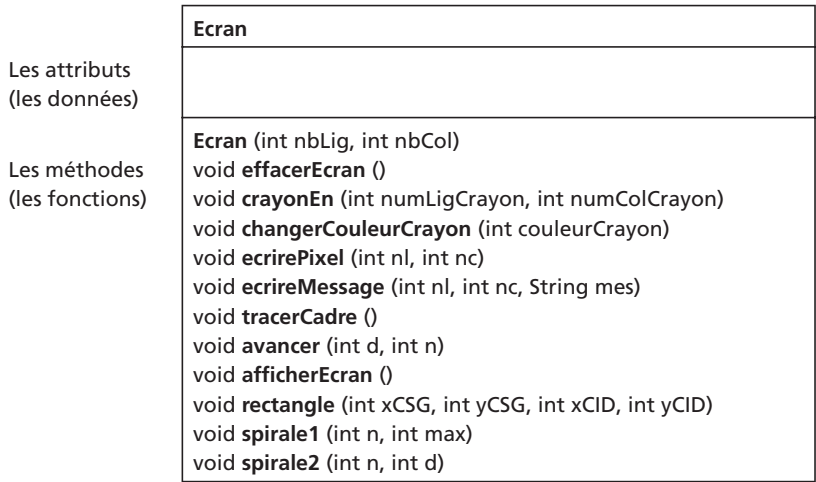 Ecran
Les attributs
(les données)
Les méthodes
(les fonctions)
Ecran (int nbLig, int nbCol)
void effacerEcran ()
void crayonEn (int numLigCrayon, int numColCrayon)
void changerCouleurCrayon (int couleurCrayon)
void ecrirePixel (int nl, int nc)
void ecrireMessage (int nl, int nc, String mes)
void tracerCadre ()
void avancer (int d, int n)
void afficherEcran ()
void rectangle (int xCSG, int yCSG, int xCID, int yCID)
void spirale1 (int n, int max)
void spirale2 (int n, int d)